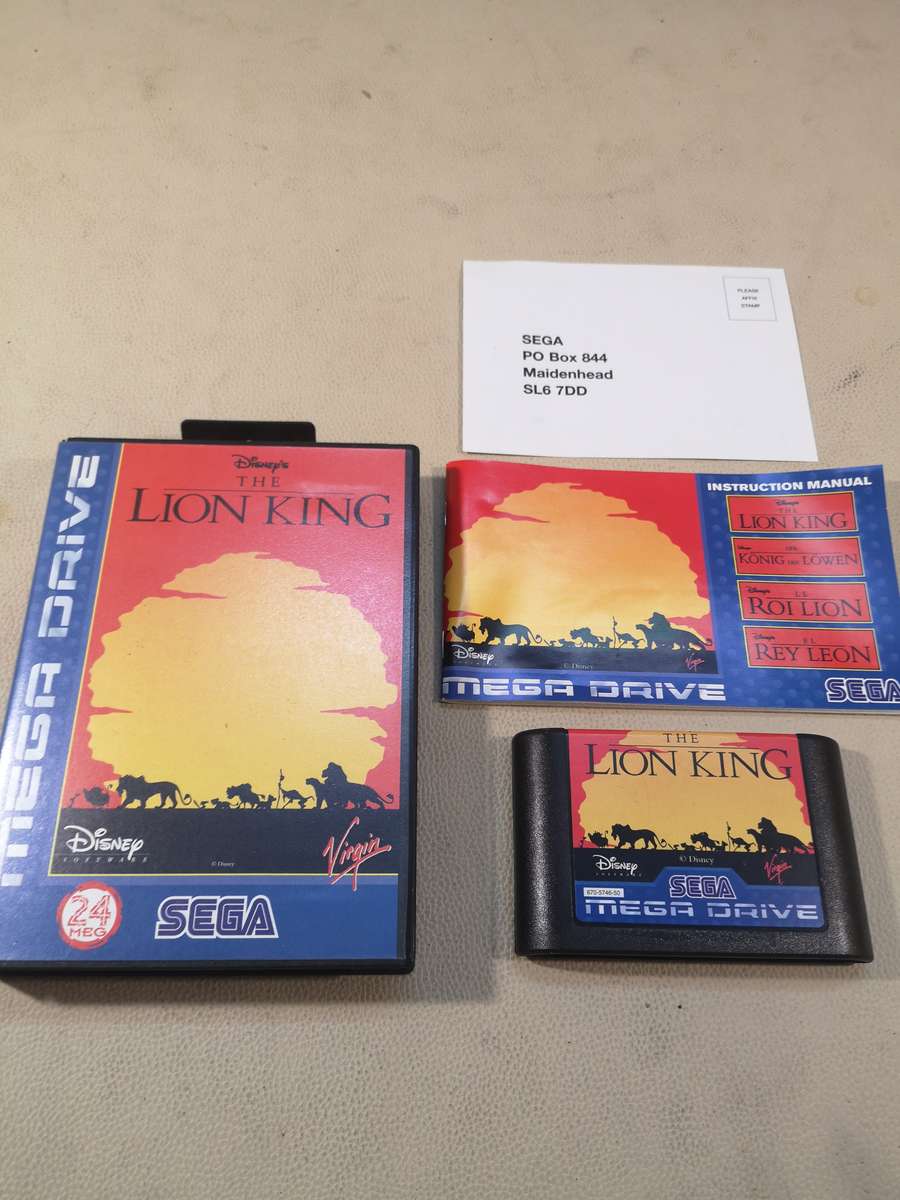 PLEASE
AFFIX
STAMP
SEGA
PO Box 844
Maidenhead
SL6 7DD
MEGA DRIVE
DISNEY'S
THE
LION KING
DISNEY
SOFTWARE
© Disney
Virgin
24
MEG
SEGA
INSTRUCTION MANUAL
Disney's
THE
LION KING
DER
KÖNIG DER LÖWEN
Disney's
LE
ROI LION
Disney's
EL
REY LEON
DISNEY
© Disney
Virgin
MEGA DRIVE
SEGA
THE
LION KING
DISNEY
SOFTWARE
© Disney
Virgin
670-5746-50
SEGA
MEGA DRIVE